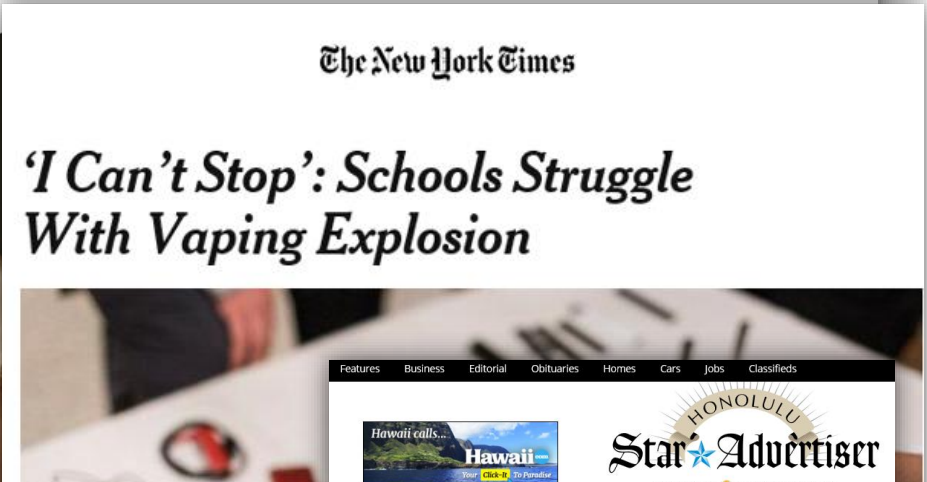 The New York Times
‘I Can’t Stop’: Schools Struggle
With Vaping Explosion
Features Business Editorial Obituaries Homes Cars Jobs Classifieds
HONOLULU
Star Advertiser
Hawaii calls...
Hawaii
Your Click-It To Paradise